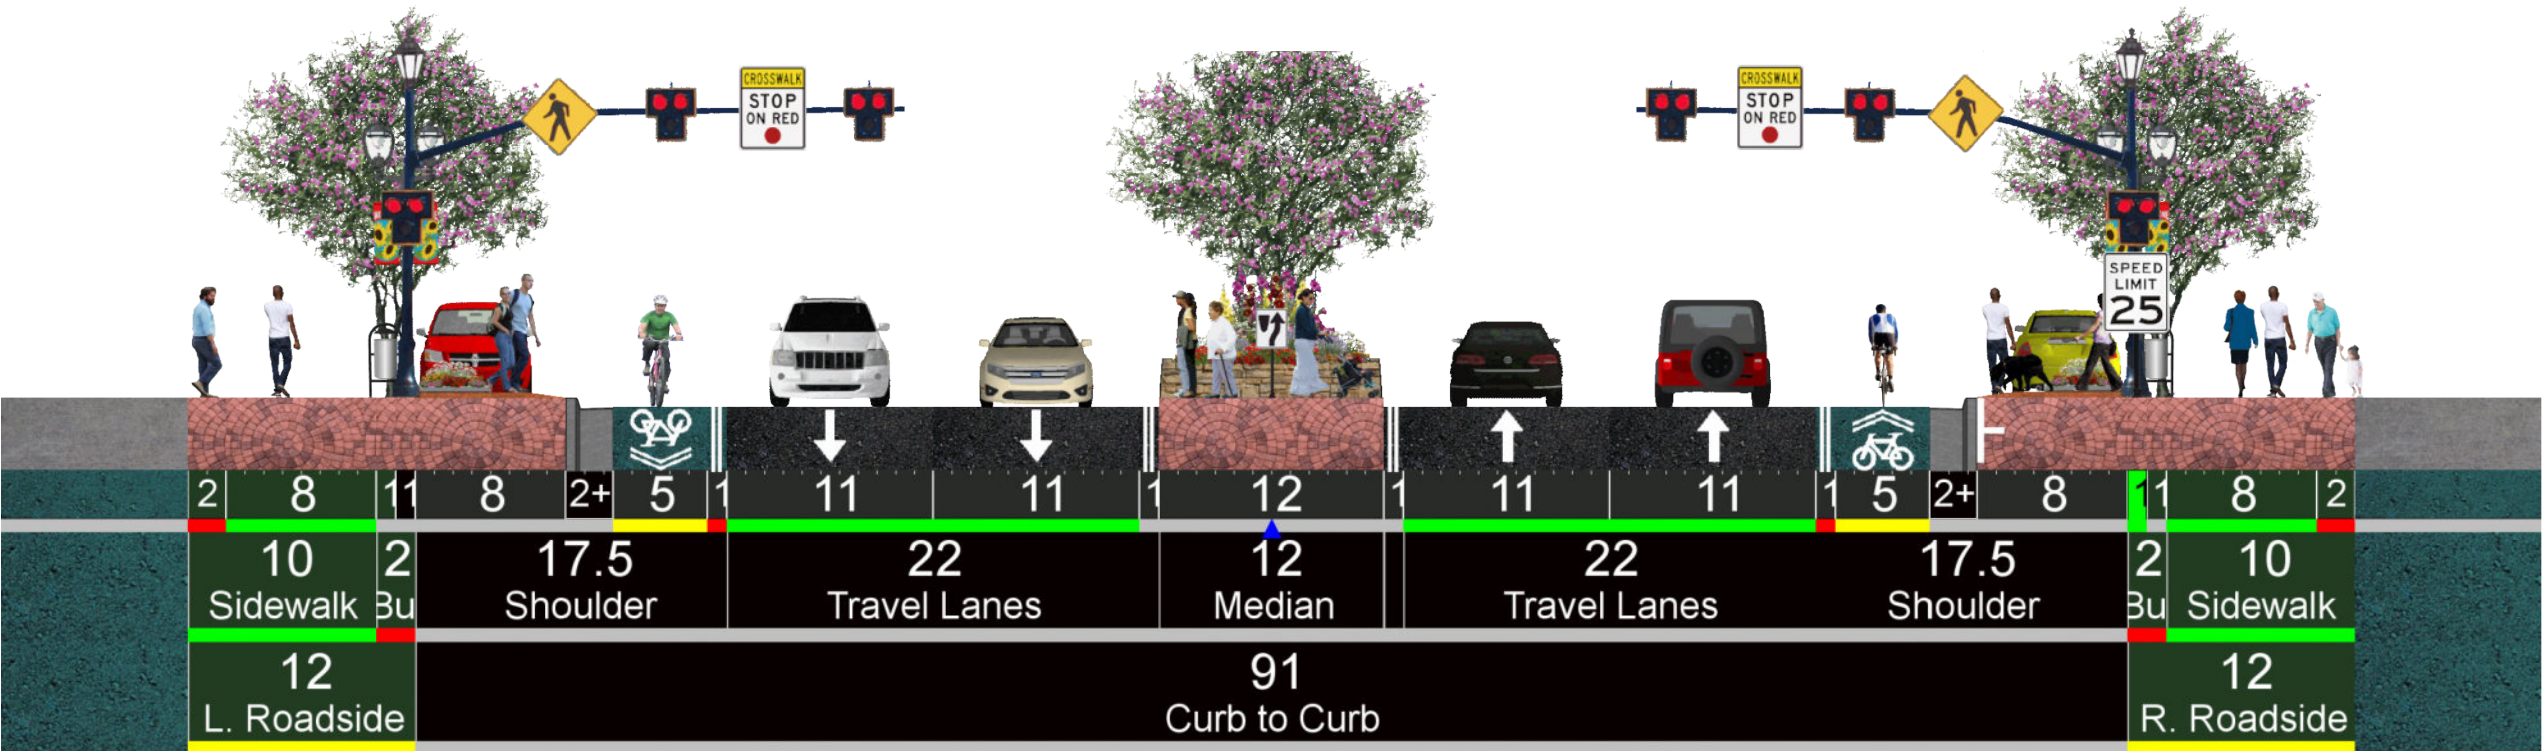 CROSSWALK
STOP
ON RED
CROSSWALK
STOP
ON RED
SPEED
LIMIT
25
2 8 1 1 8 2+ 5 1 11 11 1 12 1 11 11 1 5 2+ 8 1 1 8 2
10 2 17.5 22 12 22 17.5 2 10
Sidewalk Bu Shoulder Travel Lanes Median Travel Lanes Shoulder Bu Sidewalk
12 91 12
L. Roadside Curb to Curb R. Roadside